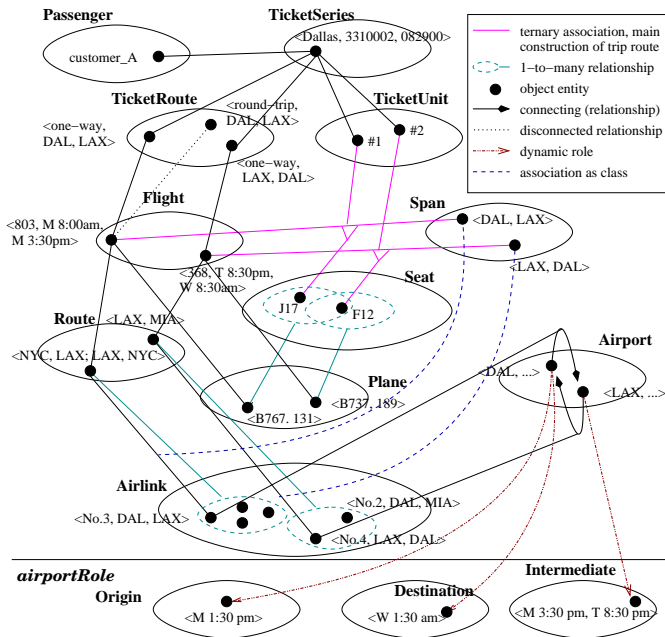 Passenger
TicketSeries
<Dallas, 3310002, 082900>
customer_A
TicketRoute
<round-trip,
DAL, LAX>
TicketUnit
<one-way,
DAL, LAX>
#1
#2
<one-way,
LAX, DAL>
Flight
Span
<803, M 8:00am,
M 3:30pm>
<DAL, LAX>
<368, T 8:30pm,
W 8:30am>
<LAX, DAL>
Seat
J17
F12
Route
<LAX, MIA>
<NYC, LAX; LAX, NYC>
Airport
<DAL, ...>
<LAX, ...>
Plane
<B767. 131>
<B737, 189>
Airlink
<No.2, DAL, MIA>
<No.3, DAL, LAX>
<No.4, LAX, DAL>
airportRole
Origin
Destination
Intermediate
<M 1:30 pm>
<W 1:30 am>
<M 3:30 pm, T 8:30 pm>
ternary association, main
construction of trip route
1-to-many relationship
object entity
connecting (relationship)
disconnected relationship
dynamic role
association as class